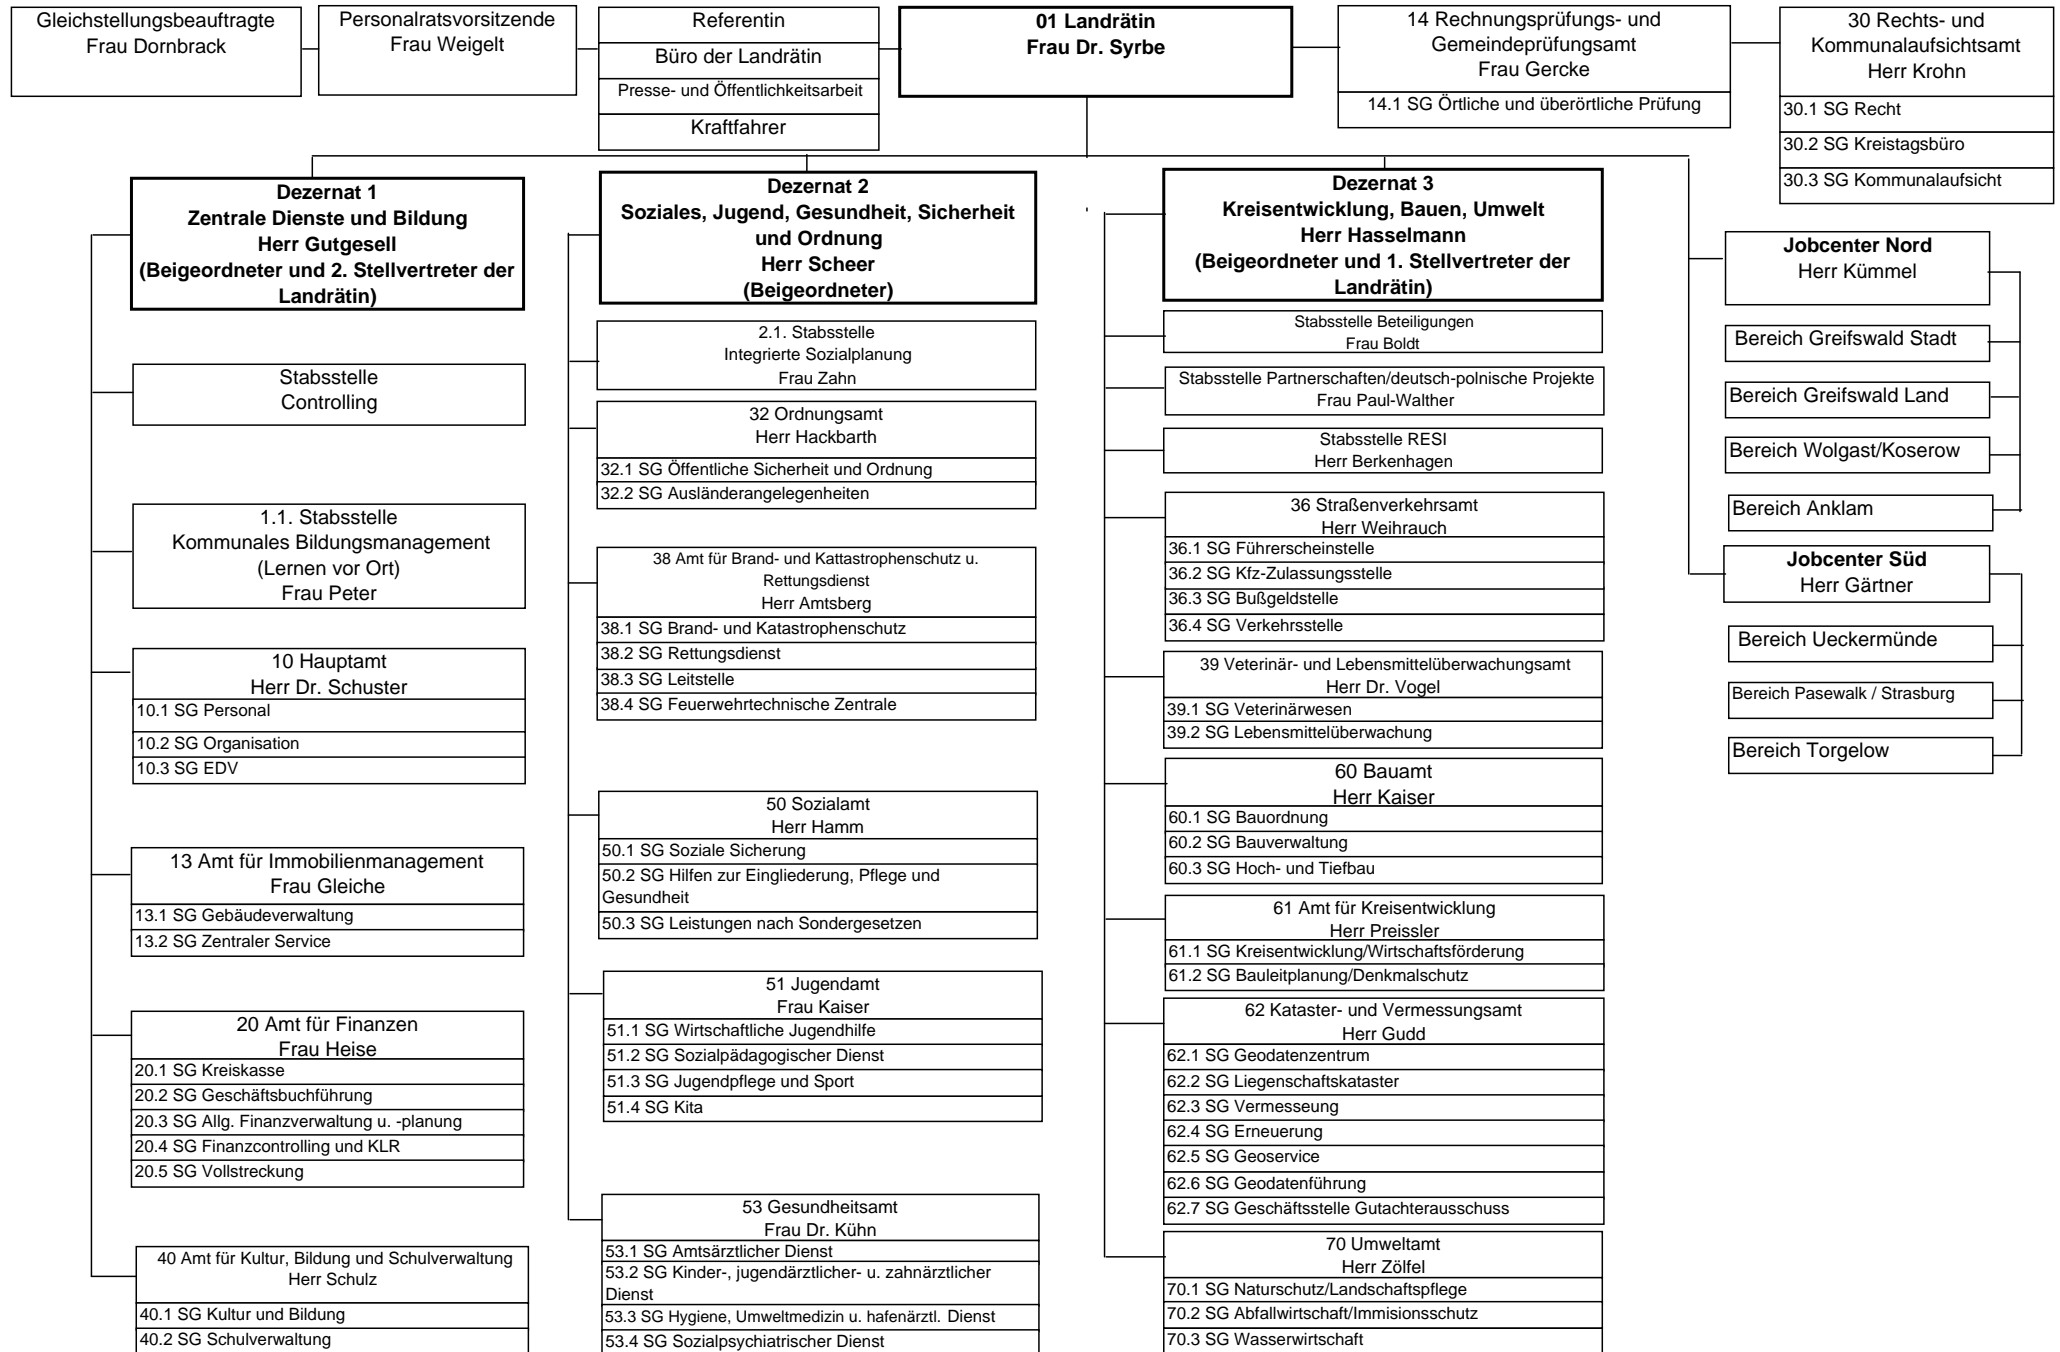 Gleichstellungsbeauftragte
Frau Dornbrack
Personalratsvorsitzende
Frau Weigelt
Referentin
Büro der Landrätin
Presse- und Öffentlichkeitsarbeit
Kraftfahrer
01 Landrätin
Frau Dr. Syrbe
14 Rechnungsprüfungs- und
Gemeindeprüfungsamt
Frau Gercke
14.1 SG Örtliche und überörtliche Prüfung
30 Rechts- und
Kommunalaufsichtsamt
Herr Krohn
30.1 SG Recht
30.2 SG Kreistagsbüro
30.3 SG Kommunalaufsicht
Dezernat 1
Zentrale Dienste und Bildung
Herr Gutgesell
(Beigeordneter und 2. Stellvertreter der
Landrätin)
Stabsstelle
Controlling
1.1. Stabsstelle
Kommunales Bildungsmanagement
(Lernen vor Ort)
Frau Peter
10 Hauptamt
Herr Dr. Schuster
10.1 SG Personal
10.2 SG Organisation
10.3 SG EDV
13 Amt für Immobilienmanagement
Frau Gleiche
13.1 SG Gebäudeverwaltung
13.2 SG Zentraler Service
20 Amt für Finanzen
Frau Heise
20.1 SG Kreiskasse
20.2 SG Geschäftsbuchführung
20.3 SG Allg. Finanzverwaltung u. -planung
20.4 SG Finanzcontrolling und KLR
20.5 SG Vollstreckung
40 Amt für Kultur, Bildung und Schulverwaltung
Herr Schulz
40.1 SG Kultur und Bildung
40.2 SG Schulverwaltung
Dezernat 2
Soziales, Jugend, Gesundheit, Sicherheit
und Ordnung
Herr Scheer
(Beigeordneter)
2.1. Stabsstelle
Integrierte Sozialplanung
Frau Zahn
32 Ordnungsamt
Herr Hackbarth
32.1 SG Öffentliche Sicherheit und Ordnung
32.2 SG Ausländerangelegenheiten
38 Amt für Brand- und Kattastrophenschutz u.
Rettungsdienst
Herr Amtsberg
38.1 SG Brand- und Katastrophenschutz
38.2 SG Rettungsdienst
38.3 SG Leitstelle
38.4 SG Feuerwehrtechnische Zentrale
50 Sozialamt
Herr Hamm
50.1 SG Soziale Sicherung
50.2 SG Hilfen zur Eingliederung, Pflege und
Gesundheit
50.3 SG Leistungen nach Sondergesetzen
51 Jugendamt
Frau Kaiser
51.1 SG Wirtschaftliche Jugendhilfe
51.2 SG Sozialpädagogischer Dienst
51.3 SG Jugendpflege und Sport
51.4 SG Kita
53 Gesundheitsamt
Frau Dr. Kühn
53.1 SG Amtsärztlicher Dienst
53.2 SG Kinder-, jugendärztlicher- u. zahnärztlicher
Dienst
53.3 SG Hygiene, Umweltmedizin u. hafenärztl. Dienst
53.4 SG Sozialpsychiatrischer Dienst
Dezernat 3
Kreisentwicklung, Bauen, Umwelt
Herr Hasselmann
(Beigeordneter und 1. Stellvertreter der
Landrätin)
Stabsstelle Beteiligungen
Frau Boldt
Stabsstelle Partnerschaften/deutsch-polnische Projekte
Frau Paul-Walther
Stabsstelle RESI
Herr Berkenhagen
36 Straßenverkehrsamt
Herr Weihrauch
36.1 SG Führerscheinstelle
36.2 SG Kfz-Zulassungsstelle
36.3 SG Bußgeldstelle
36.4 SG Verkehrsstelle
39 Veterinär- und Lebensmittelüberwachungsamt
Herr Dr. Vogel
39.1 SG Veterinärwesen
39.2 SG Lebensmittelüberwachung
60 Bauamt
Herr Kaiser
60.1 SG Bauordnung
60.2 SG Bauverwaltung
60.3 SG Hoch- und Tiefbau
61 Amt für Kreisentwicklung
Herr Preissler
61.1 SG Kreisentwicklung/Wirtschaftsförderung
61.2 SG Bauleitplanung/Denkmalschutz
62 Kataster- und Vermessungsamt
Herr Gudd
62.1 SG Geodatenzentrum
62.2 SG Liegenschaftskataster
62.3 SG Vermesseung
62.4 SG Erneuerung
62.5 SG Geoservice
62.6 SG Geodatenführung
62.7 SG Geschäftsstelle Gutachterausschuss
70 Umweltamt
Herr Zölfel
70.1 SG Naturschutz/Landschaftspflege
70.2 SG Abfallwirtschaft/Immisionsschutz
70.3 SG Wasserwirtschaft
Jobcenter Nord
Herr Kümmel
Bereich Greifswald Stadt
Bereich Greifswald Land
Bereich Wolgast/Koserow
Bereich Anklam
Jobcenter Süd
Herr Gärtner
Bereich Ueckermünde
Bereich Pasewalk / Strasburg
Bereich Torgelow